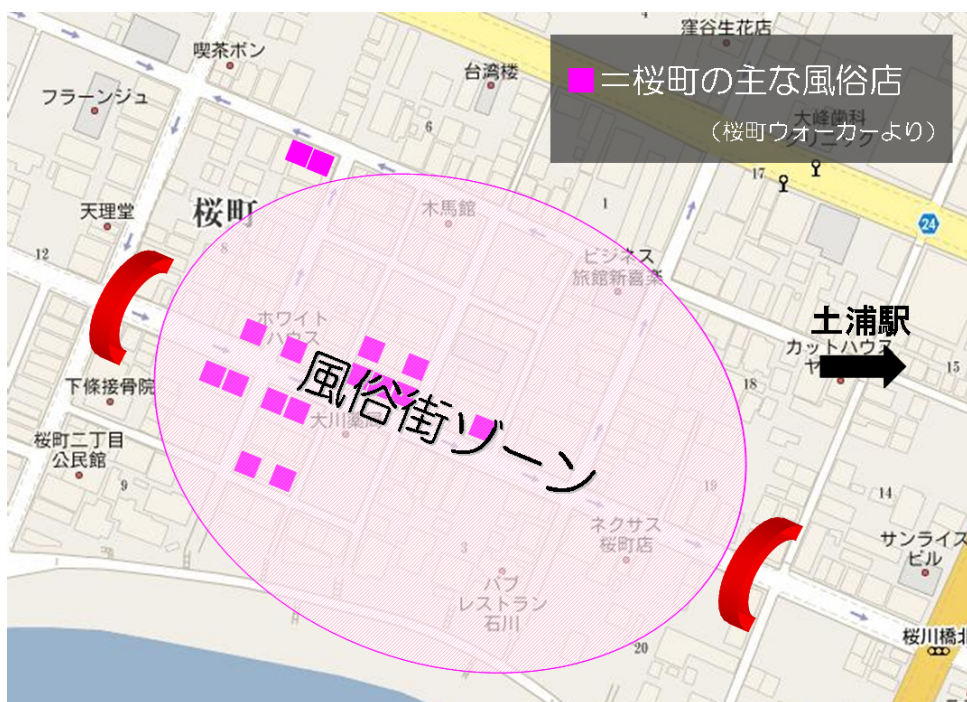 窪谷生花店
■＝桜町の主な風俗店
（桜町ウォーカーより）
喫茶ボン
台湾楼
フラーンジュ
大峰歯科
クリニック
4
6
17
天理堂
桜町
木馬館
1
24
12
8
ビジネス
旅館新喜楽
土浦駅
ホワイト
ハウス
カットハウス
ヤ
15
風俗街ゾーン
下條接骨院
18
大川薬局
桜町二丁目
公民館
9
19
14
ネクサス
桜町店
サンライズ
ビル
3
パブ
レストラン
石川
20
桜川橋北